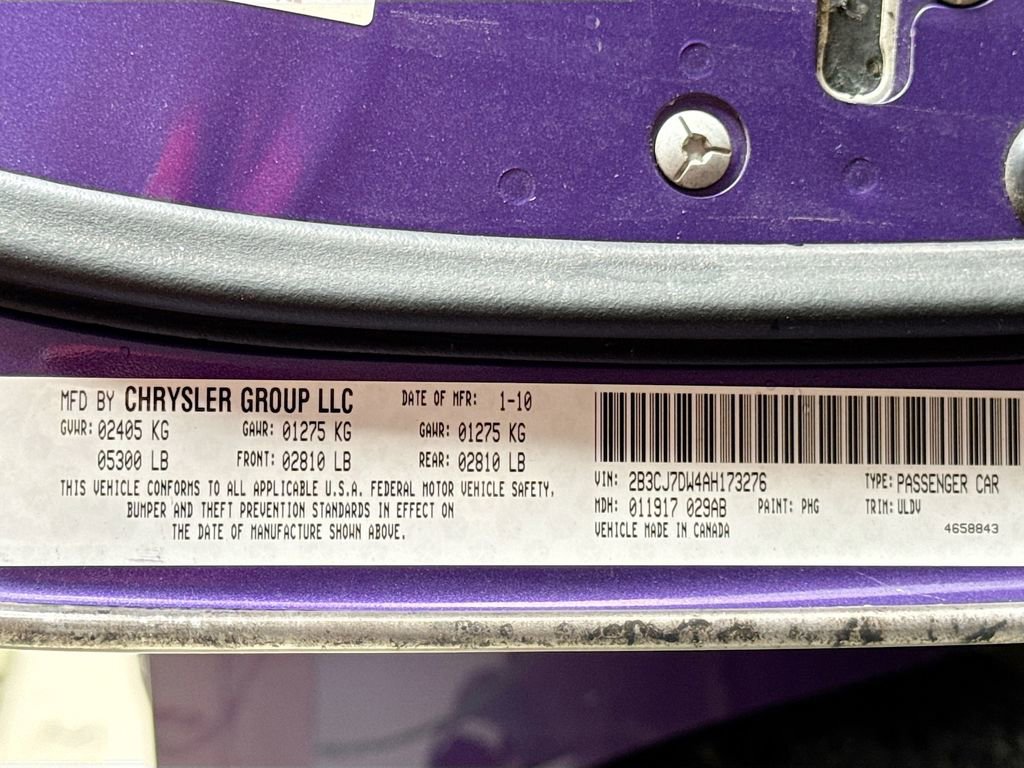 MFD BY CHRYSLER GROUP LLC DATE OF MFR: 1-10
GVWR: 02405 KG GAWR: 01275 KG GAWR: 01275 KG
05300 LB FRONT: 02810 LB REAR: 02810 LB
THIS VEHICLE CONFORMS TO ALL APPLICABLE U.S.A. FEDERAL MOTOR VEHICLE SAFETY,
BUMPER AND THEFT PREVENTION STANDARDS IN EFFECT ON
THE DATE OF MANUFACTURE SHOWN ABOVE.
VIN: 2B3CJ7DW4AH173276 TYPE: PASSENGER CAR
MDH: 011917 029AB PAINT: PHG TRIM: ULDV
VEHICLE MADE IN CANADA 4658843